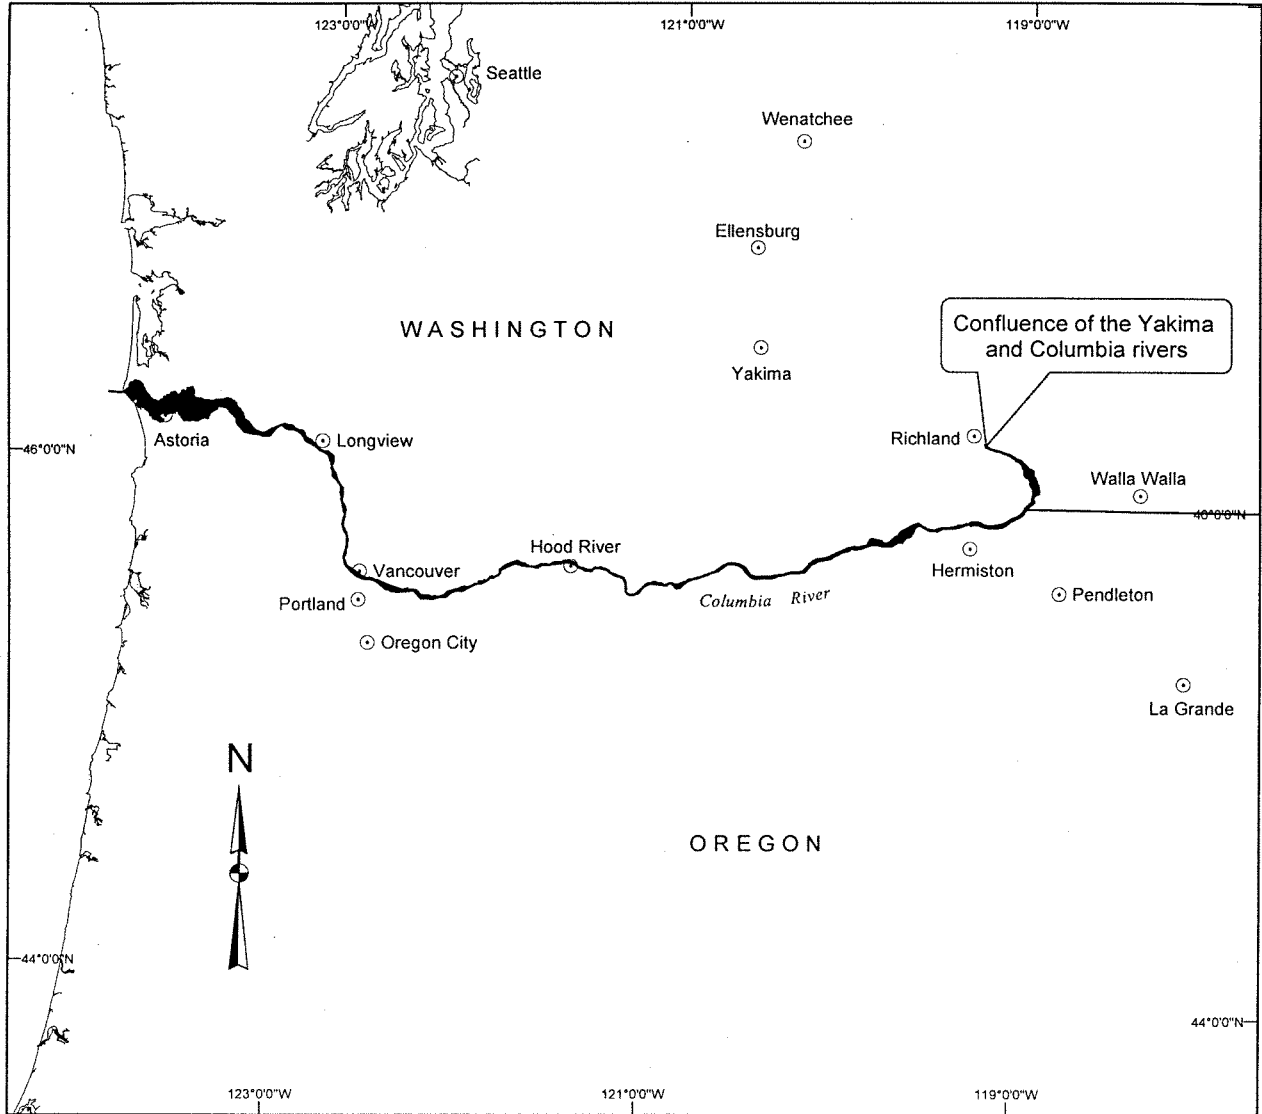 123°0'0"W
121°0'0"W
119°0'0"W
Seattle
Wenatchee
Ellensburg
WASHINGTON
Confluence of the Yakima
and Columbia rivers
Yakima
Astoria
Longview
Richland
46°0'0"N
Walla Walla
Hood River
Vancouver
Hermiston
Portland
Columbia River
Pendleton
Oregon City
La Grande
N
OREGON
44°0'0"N
44°0'0"N
123°0'0"W
121°0'0"W
119°0'0"W